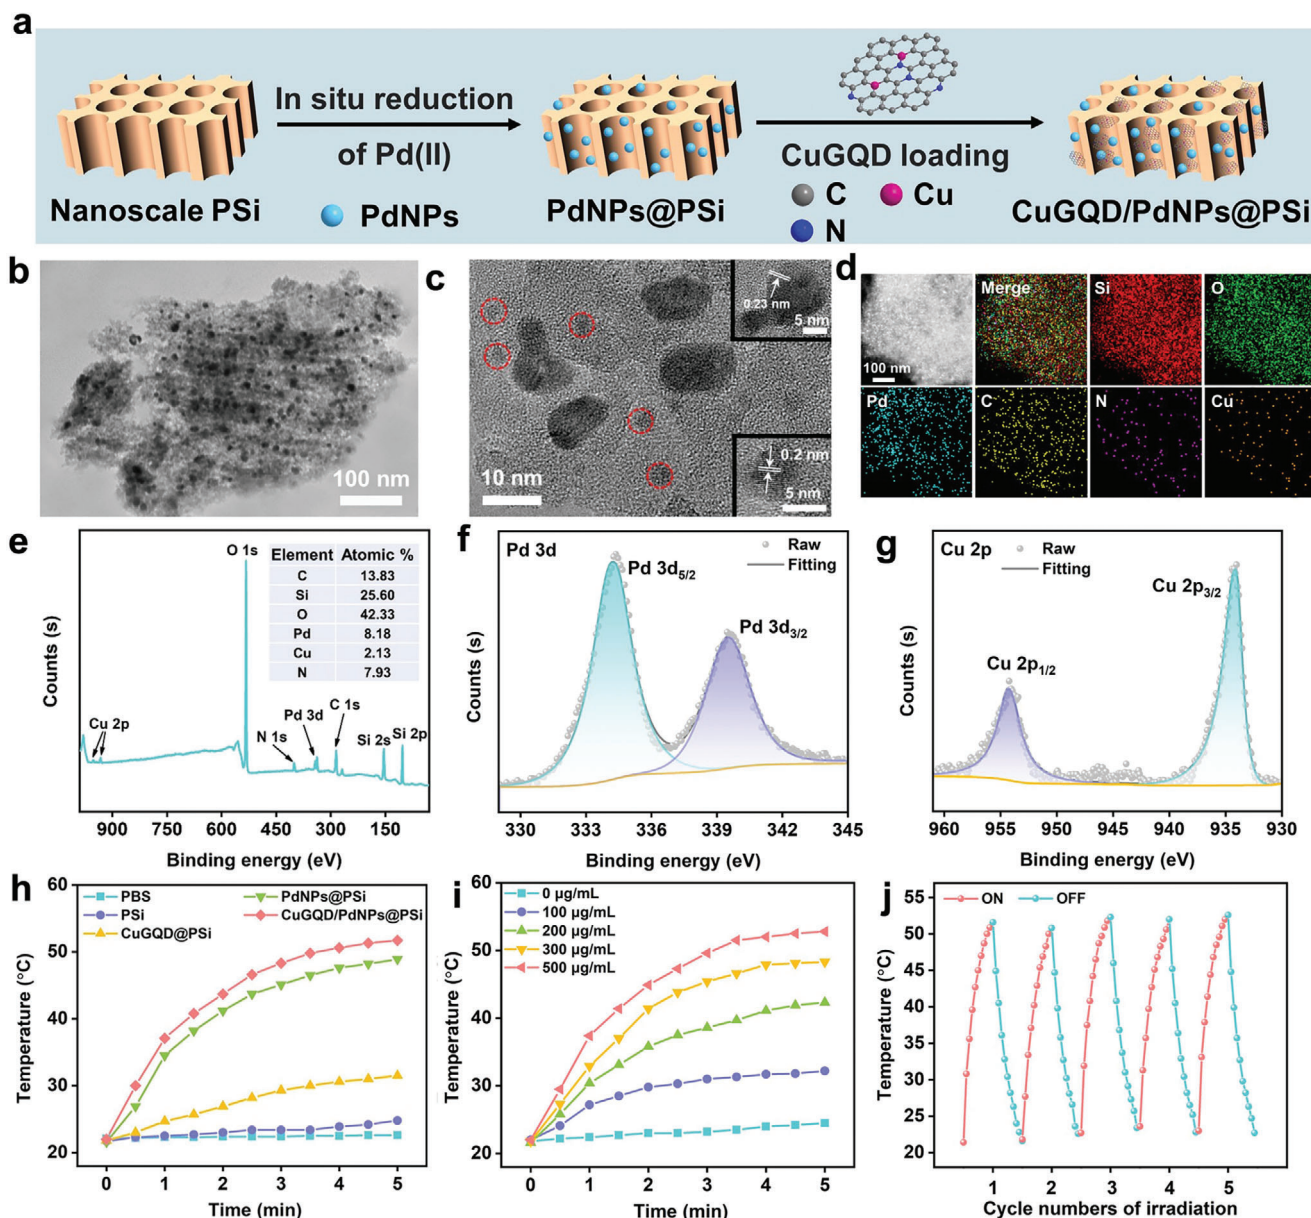 a
In situ reduction
of Pd(II)
CuGQD loading
C
Cu
N
Nanoscale PSi
PdNPs
PdNPs@PSi
CuGQD/PdNPs@PSi
b
100 nm
c
0.23 nm
5 nm
0.2 nm
5 nm
10 nm
d
Merge
Si
O
100 nm
Pd
C
N
Cu
e
O 1s
Element Atomic %
C 13.83
Si 25.60
O 42.33
Pd 8.18
Cu 2.13
N 7.93
Cu 2p
N 1s
Pd 3d
C 1s
Si 2s
Si 2p
Counts (s)
900 750 600 450 300 150
Binding energy (eV)
f
Pd 3d
Raw
Fitting
Pd 3d5/2
Pd 3d3/2
Counts (s)
330 333 336 339 342 345
Binding energy (eV)
g
Cu 2p
Raw
Fitting
Cu 2p3/2
Cu 2p1/2
Counts (s)
960 955 950 945 940 935 930
Binding energy (eV)
h
PBS
PSi
CuGQD@PSi
PdNPs@PSi
CuGQD/PdNPs@PSi
Temperature (°C)
60
50
40
30
20
0 1 2 3 4 5
Time (min)
i
0 µg/mL
100 µg/mL
200 µg/mL
300 µg/mL
500 µg/mL
Temperature (°C)
60
50
40
30
20
0 1 2 3 4 5
Time (min)
j
ON OFF
Temperature (°C)
55
50
45
40
35
30
25
20
1 2 3 4 5
Cycle numbers of irradiation